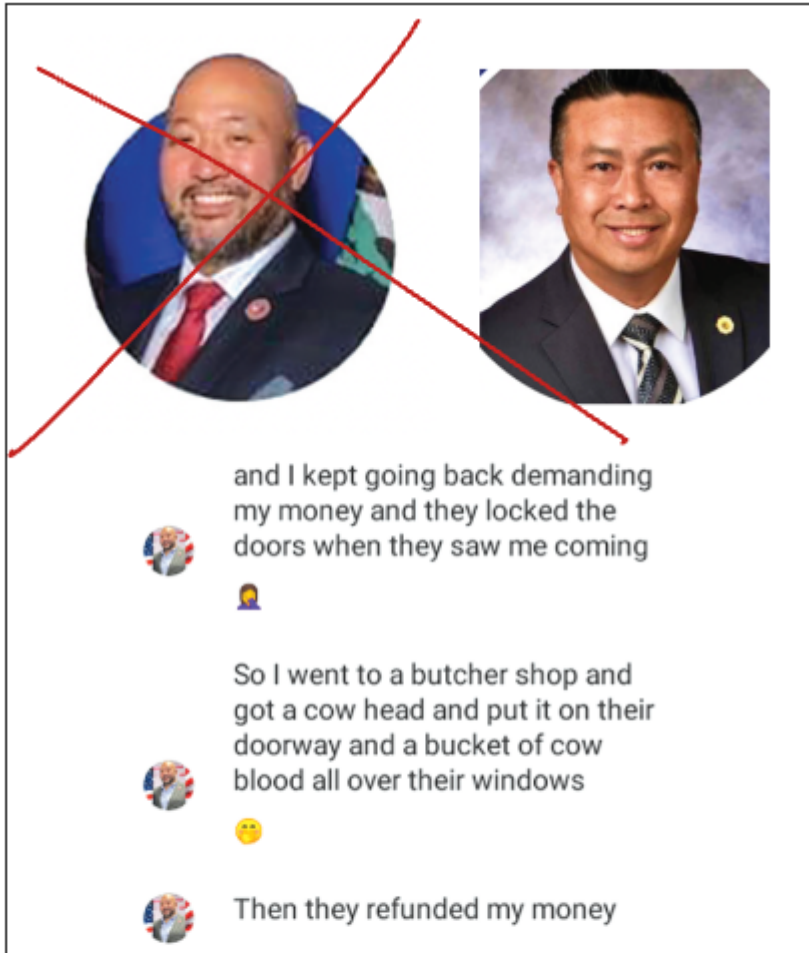 and I kept going back demanding
my money and they locked the
doors when they saw me coming
🤦‍♀️
So I went to a butcher shop and
got a cow head and put it on their
doorway and a bucket of cow
blood all over their windows
🤭
Then they refunded my money